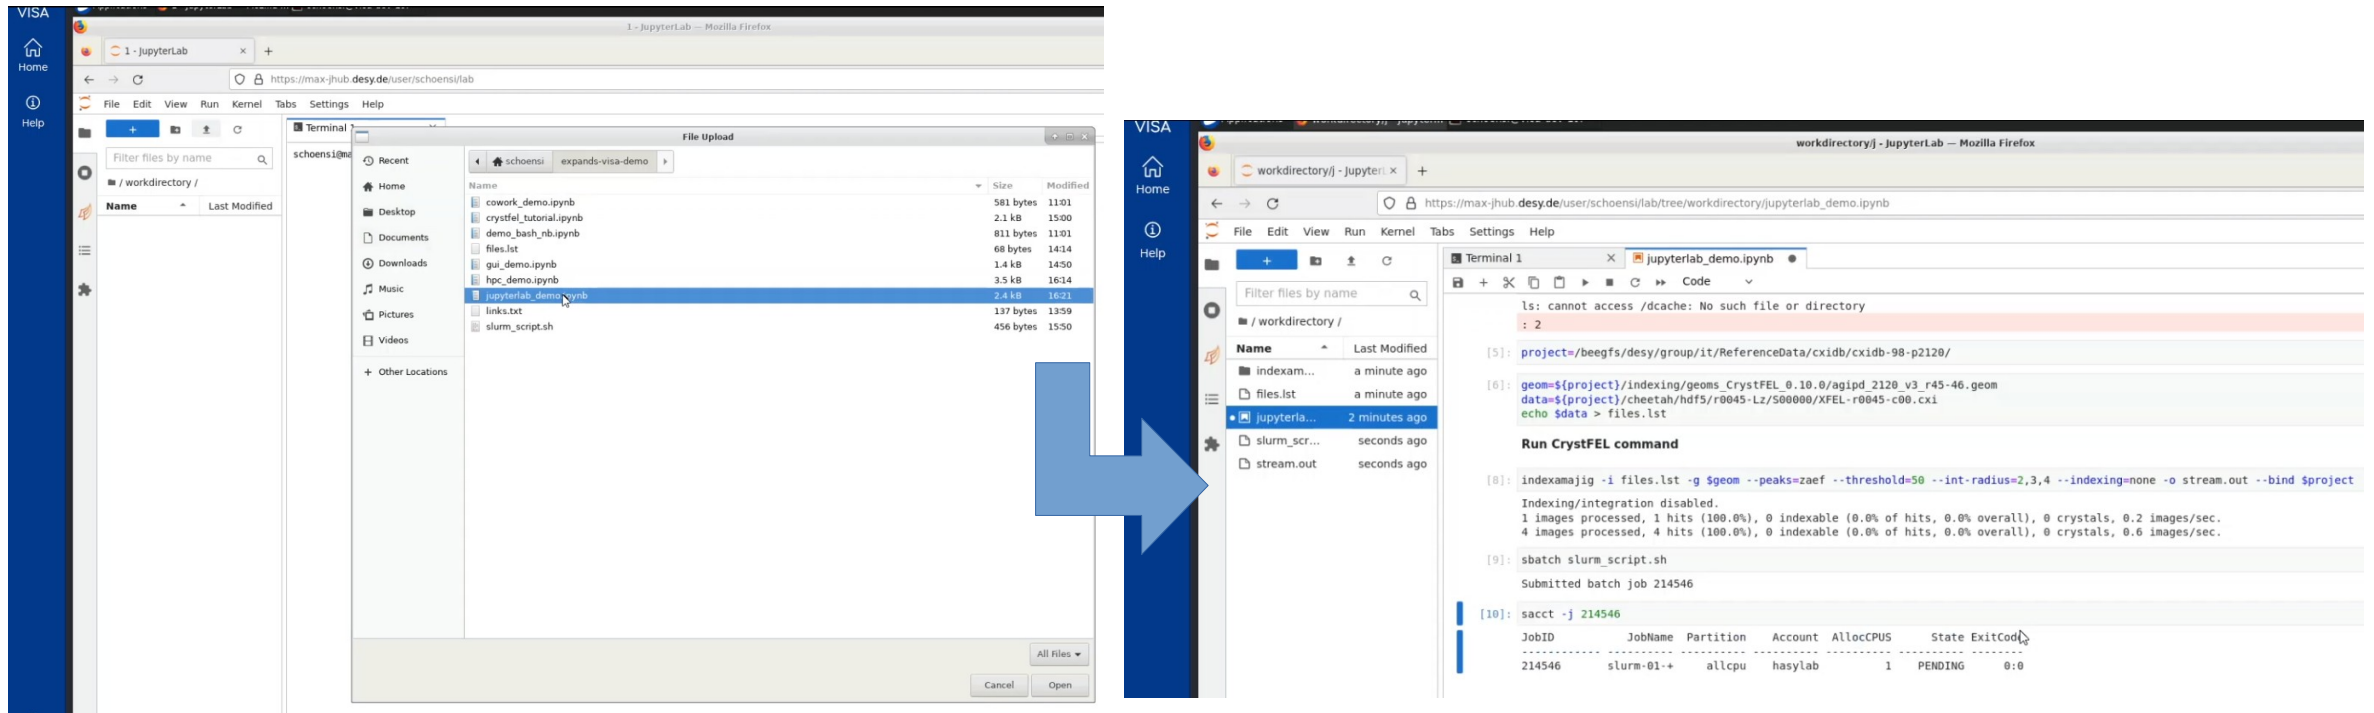 VISA
1 - JupyterLab — Mozilla Firefox
1 - JupyterLab × +
https://max-jhub.desy.de/user/schoensi/lab
Home
File Edit View Run Kernel Tabs Settings Help
Help
+
Terminal 1
Filter files by name
schoensi@ma
/ workdirectory /
Name Last Modified
File Upload
Recent
Home
Desktop
Documents
Downloads
Music
Pictures
Videos
+ Other Locations
schoensi expands-visa-demo
Name Size Modified
cowork_demo.ipynb 581 bytes 11:01
crystfel_tutorial.ipynb 2.1 kB 15:00
demo_bash_nb.ipynb 811 bytes 11:01
files.lst 68 bytes 14:14
gui_demo.ipynb 1.4 kB 14:50
hpc_demo.ipynb 3.5 kB 16:14
jupyterlab_demo.ipynb 2.4 kB 16:21
links.txt 137 bytes 13:59
slurm_script.sh 456 bytes 15:50
All Files
Cancel Open
VISA
workdirectory/j - JupyterLab — Mozilla Firefox
workdirectory/j - Jupyter × +
Home
https://max-jhub.desy.de/user/schoensi/lab/tree/workdirectory/jupyterlab_demo.ipynb
Help
File Edit View Run Kernel Tabs Settings Help
+
Filter files by name
/ workdirectory /
Name Last Modified
indexam... a minute ago
files.lst a minute ago
jupyterla... 2 minutes ago
slurm_scr... seconds ago
stream.out seconds ago
Terminal 1 × jupyterlab_demo.ipynb
Code
ls: cannot access /dcache: No such file or directory
: 2
[5]: project=/beegfs/desy/group/it/ReferenceData/cxidb/cxidb-98-p2120/
[6]: geom=${project}/indexing/geoms_CrystFEL_0.10.0/agipd_2120_v3_r45-46.geom
data=${project}/cheetah/hdf5/r0045-Lz/S00000/XFEL-r0045-c00.cxi
echo $data > files.lst
Run CrystFEL command
[8]: indexamajig -i files.lst -g $geom --peaks=zaef --threshold=50 --int-radius=2,3,4 --indexing=none -o stream.out --bind $project
Indexing/integration disabled.
1 images processed, 1 hits (100.0%), 0 indexable (0.0% of hits, 0.0% overall), 0 crystals, 0.2 images/sec.
4 images processed, 4 hits (100.0%), 0 indexable (0.0% of hits, 0.0% overall), 0 crystals, 0.6 images/sec.
[9]: sbatch slurm_script.sh
Submitted batch job 214546
[10]: sacct -j 214546
JobID JobName Partition Account AllocCPUS State ExitCode
------------ ---------- ---------- ---------- ---------- ---------- --------
214546 slurm-01-+ allcpu hasylab 1 PENDING 0:0